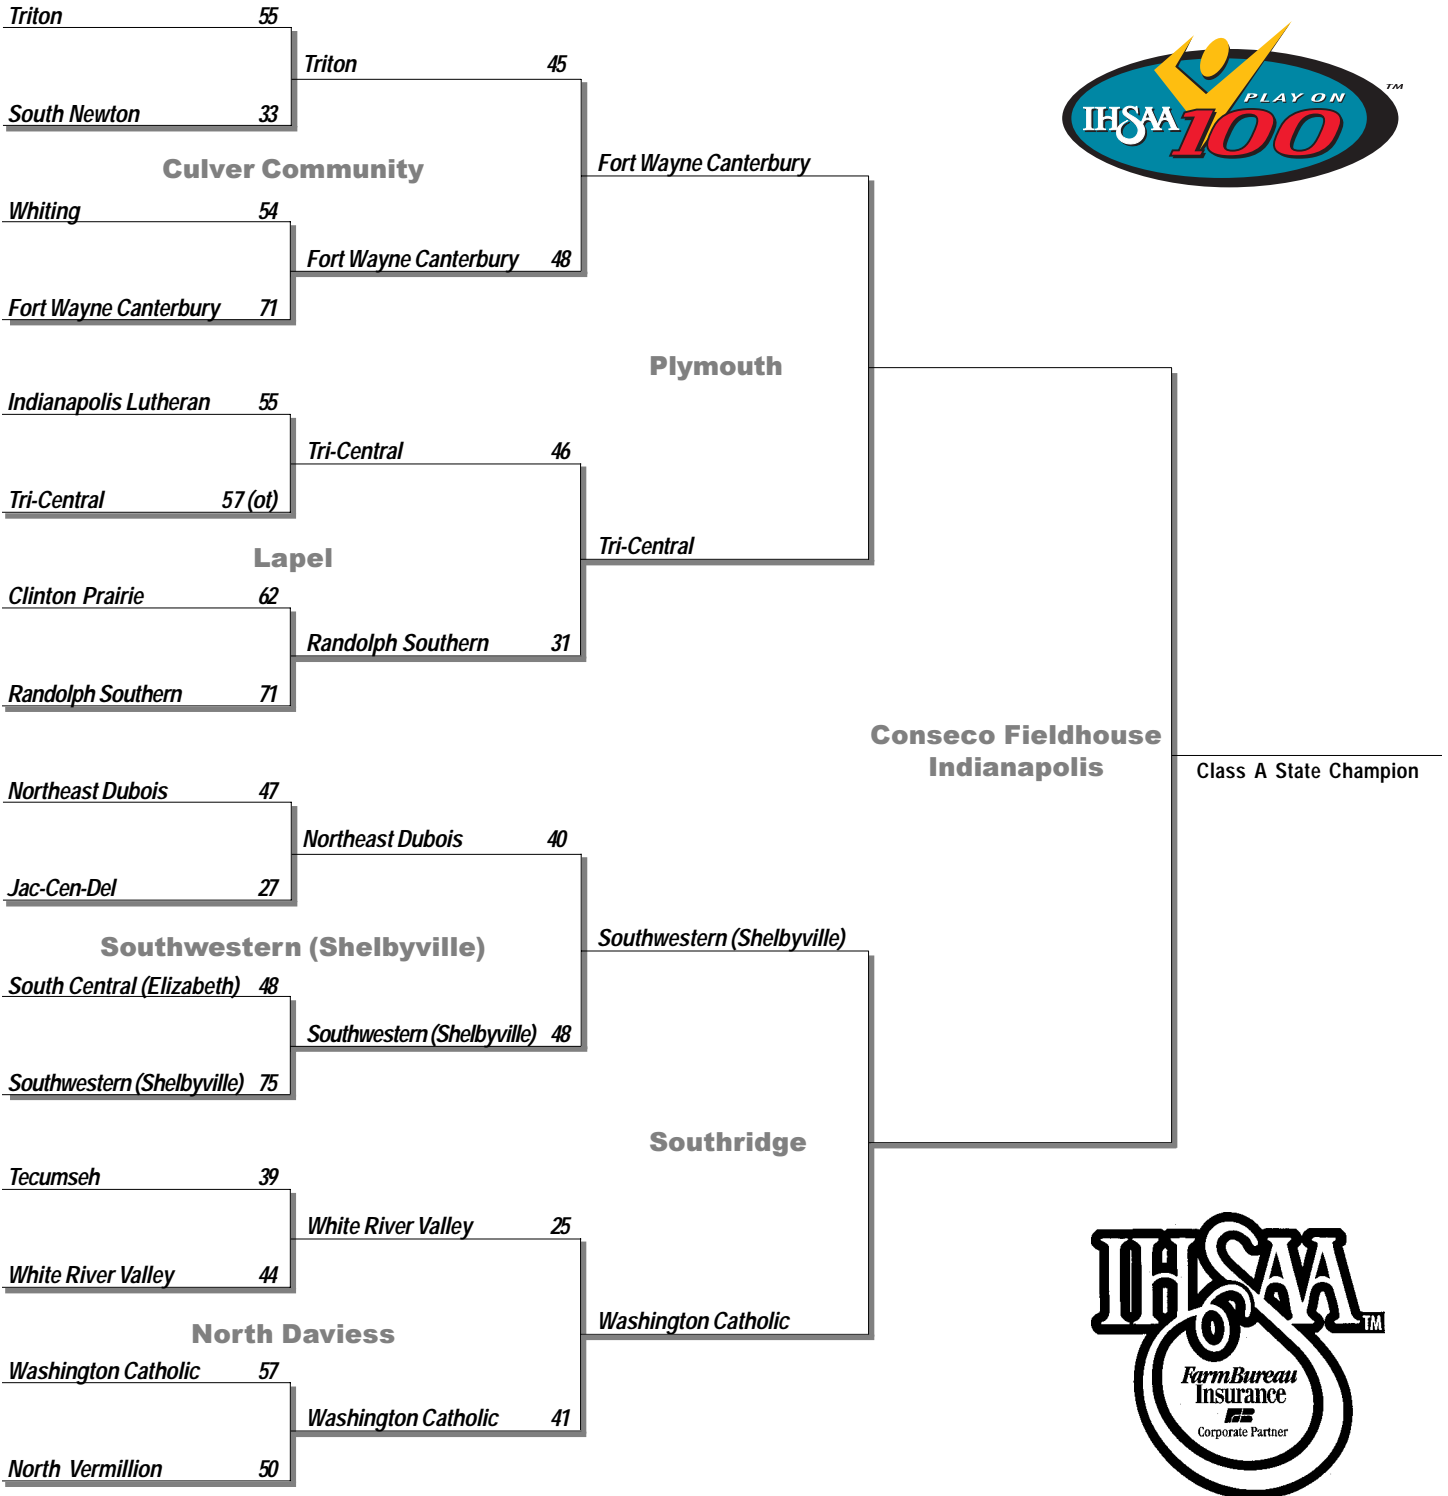 Triton 55
Triton 45
South Newton 33
Culver Community
Fort Wayne Canterbury
Whiting 54
Fort Wayne Canterbury 48
Fort Wayne Canterbury 71
Plymouth
Indianapolis Lutheran 55
Tri-Central 46
Tri-Central 57 (ot)
Tri-Central
Lapel
Clinton Prairie 62
Randolph Southern 31
Randolph Southern 71
Conseco Fieldhouse
Indianapolis
Class A State Champion
Northeast Dubois 47
Northeast Dubois 40
Jac-Cen-Del 27
Southwestern (Shelbyville)
Southwestern (Shelbyville)
South Central (Elizabeth) 48
Southwestern (Shelbyville) 48
Southwestern (Shelbyville) 75
Southridge
Tecumseh 39
White River Valley 25
White River Valley 44
Washington Catholic
North Daviess
Washington Catholic 57
Washington Catholic 41
North Vermillion 50
IHSAA PLAY ON 100 TM
IHSAA TM
Farm Bureau
Insurance
FB
Corporate Partner